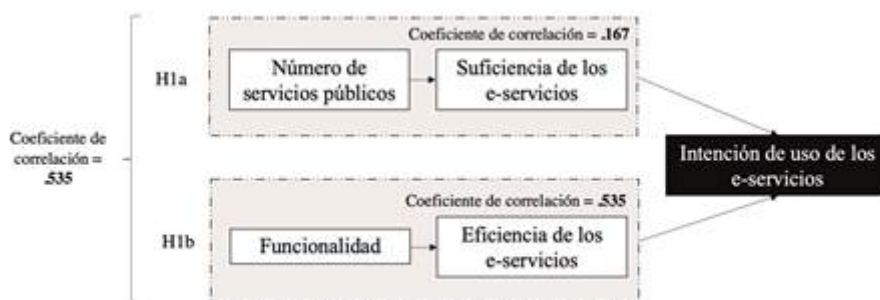 Coeficiente de
correlación =
.535
H1a
Coeficiente de correlación = .167
Número de
servicios públicos
Suficiencia de los
e-servicios
Intención de uso de los
e-servicios
H1b
Coeficiente de correlación = .535
Funcionalidad
Eficiencia de los
e-servicios